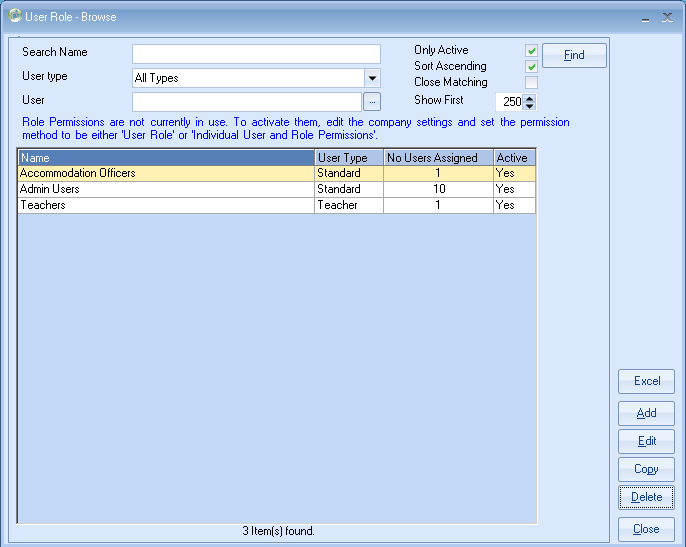 User Role - Browse
Search Name
Only Active
Find
Sort Ascending
User type
All Types
Close Matching
User
...
Show First
250
Role Permissions are not currently in use. To activate them, edit the company settings and set the permission
method to be either 'User Role' or 'Individual User and Role Permissions'.
Name User Type No Users Assigned Active
Accommodation Officers Standard 1 Yes
Admin Users Standard 10 Yes
Teachers Teacher 1 Yes
Excel
Add
Edit
Copy
Delete
Close
3 Item(s) found.